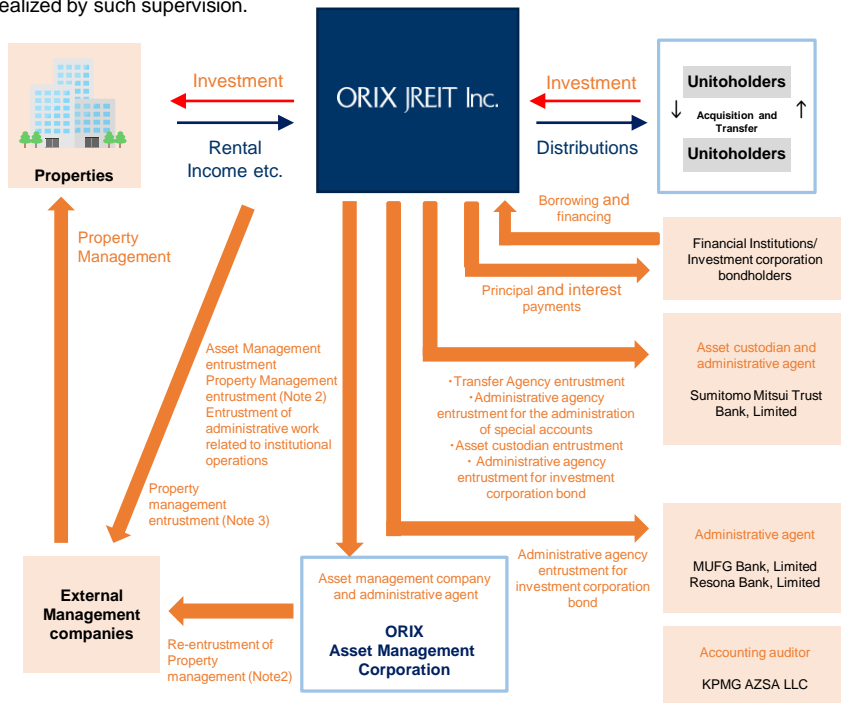 ealized by such supervision.
Investment
Rental
Income etc.
Properties
ORIX JREIT Inc.
Investment
Distributions
Unitoholders
↓ Acquisition and ↑
Transfer
Unitoholders
Property
Management
Borrowing and
financing
Principal and interest
payments
Financial Institutions/
Investment corporation
bondholders
Asset Management
entrustment
Property Management
entrustment (Note 2)
Entrustment of
administrative work
related to institutional
operations
・Transfer Agency entrustment
・Administrative agency
entrustment for the administration
of special accounts
・Asset custodian entrustment
・ Administrative agency
entrustment for investment
corporation bond
Asset custodian and
administrative agent
Sumitomo Mitsui Trust
Bank, Limited
Property
management
entrustment (Note 3)
Administrative agency
entrustment for
investment corporation
bond
Administrative agent
MUFG Bank, Limited
Resona Bank, Limited
External
Management
companies
Re-entrustment of
Property
management (Note2)
Asset management company
and administrative agent
ORIX
Asset Management
Corporation
Accounting auditor
KPMG AZSA LLC